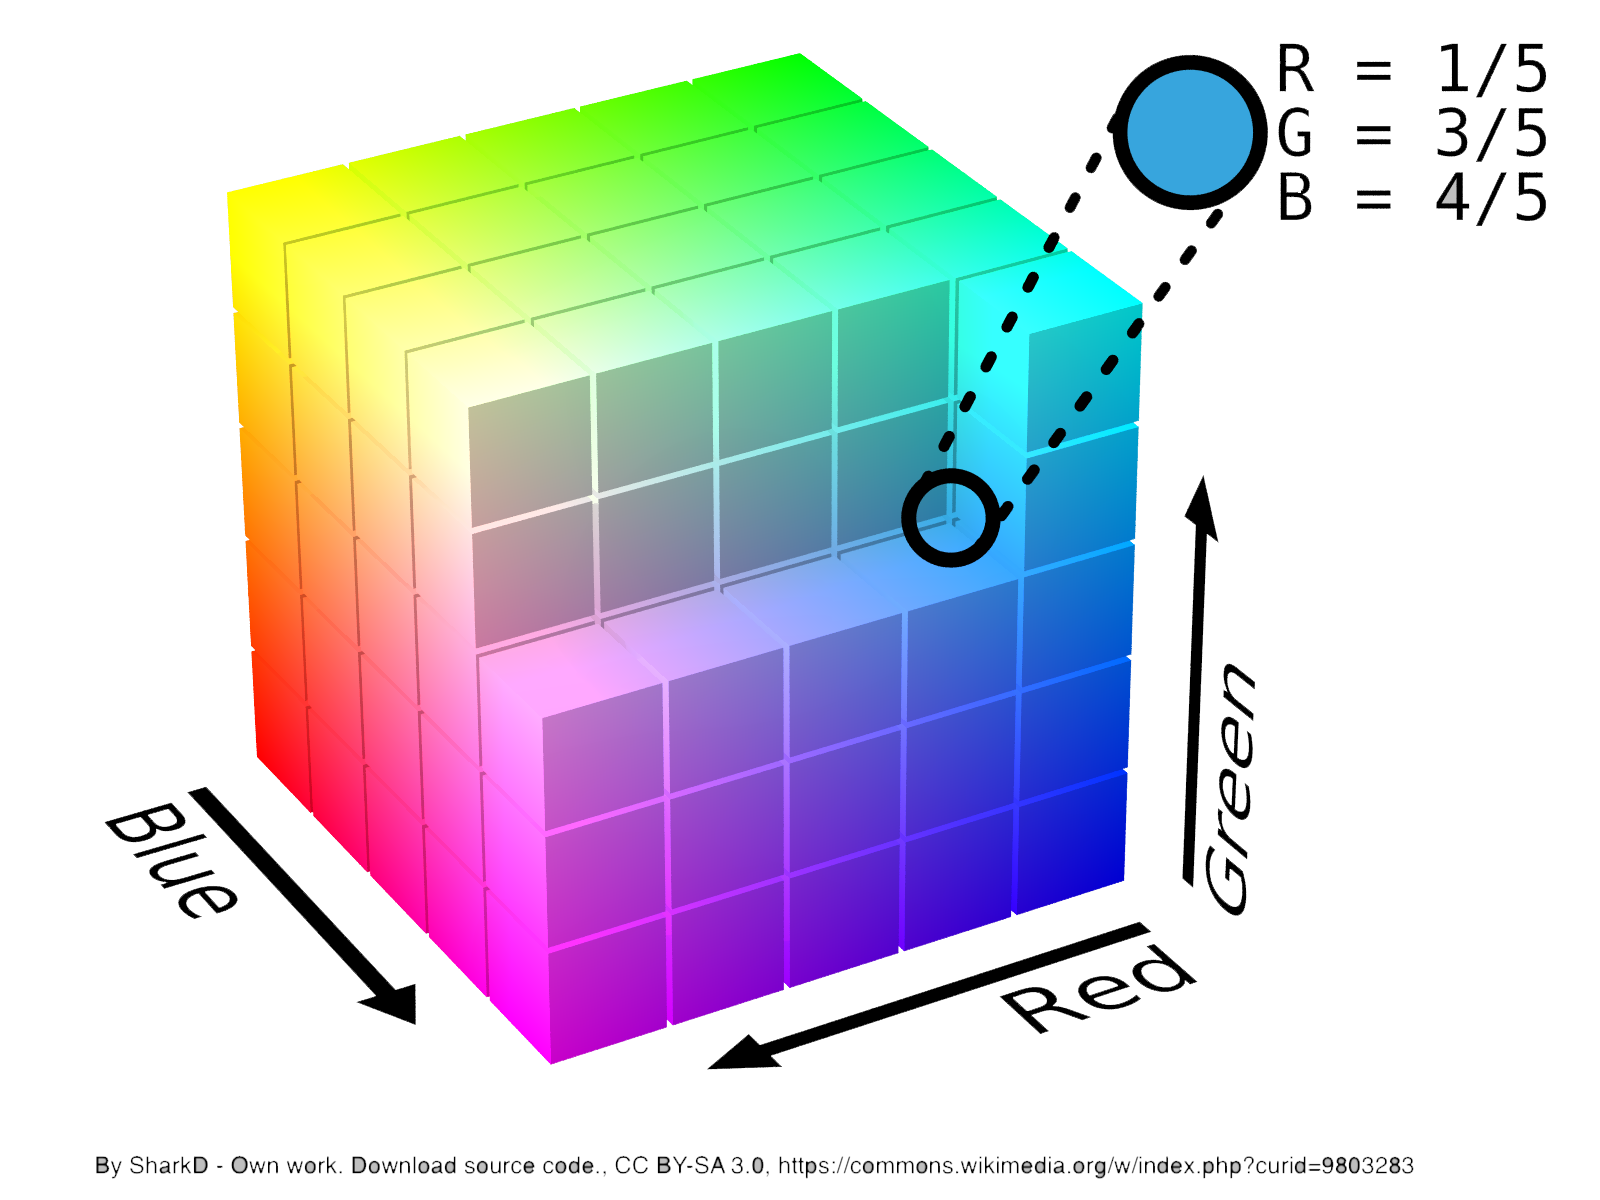 R = 1/5
G = 3/5
B = 4/5
Green
Blue
Red
By SharkD - Own work. Download source code., CC BY-SA 3.0, https://commons.wikimedia.org/w/index.php?curid=9803283